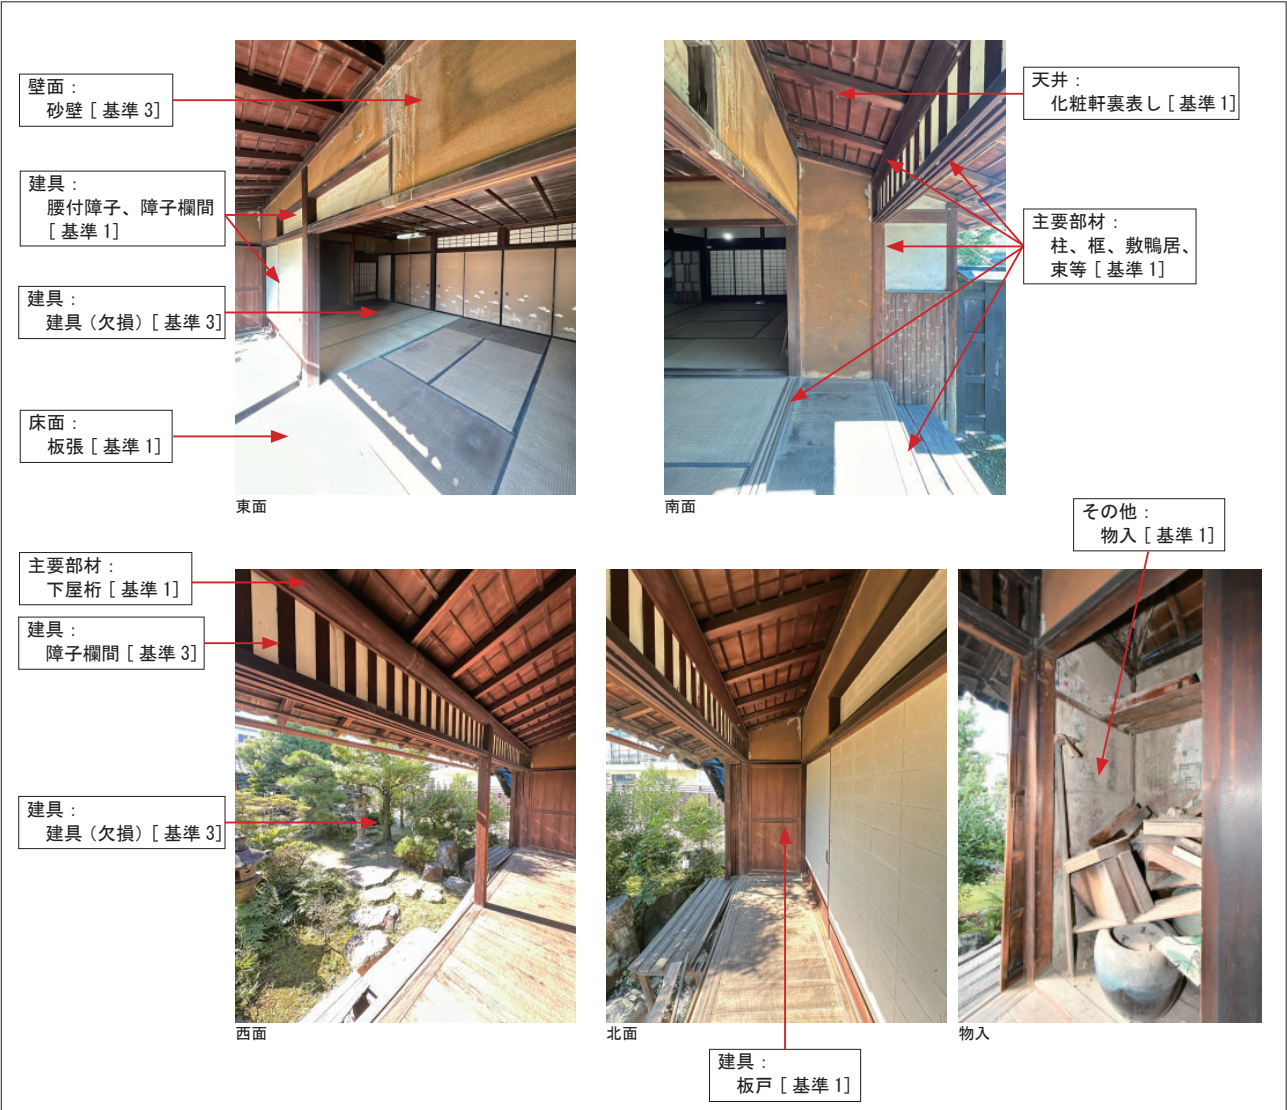 壁面：
砂壁 [ 基準 3]
建具：
腰付障子、障子欄間
[ 基準 1]
建具：
建具（欠損）[ 基準 3]
床面：
板張 [ 基準 1]
東面
天井：
化粧軒裏表し [ 基準 1]
主要部材：
柱、框、敷鴨居、
束等 [ 基準 1]
南面
主要部材：
下屋桁 [ 基準 1]
建具：
障子欄間 [ 基準 3]
建具：
建具（欠損）[ 基準 3]
西面
北面
建具：
板戸 [ 基準 1]
その他：
物入 [ 基準 1]
物入